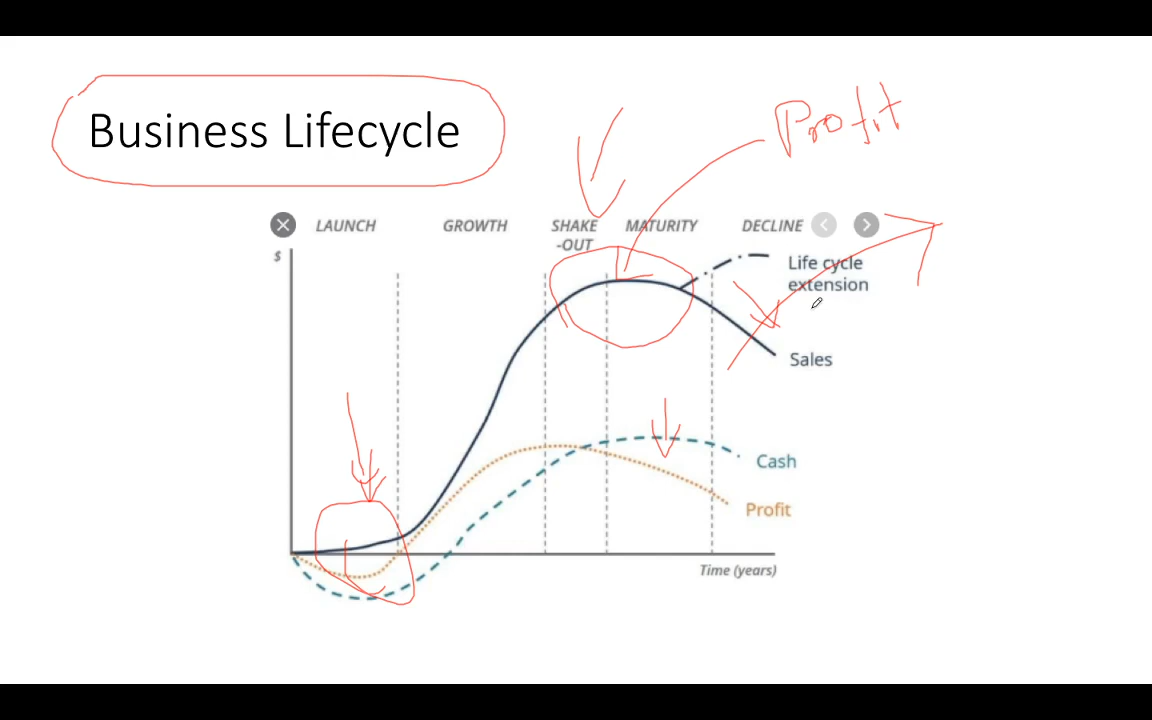 Business Lifecycle
Profit
LAUNCH GROWTH SHAKE MATURITY DECLINE
-OUT
$
Life cycle
extension
Sales
Cash
Profit
Time (years)